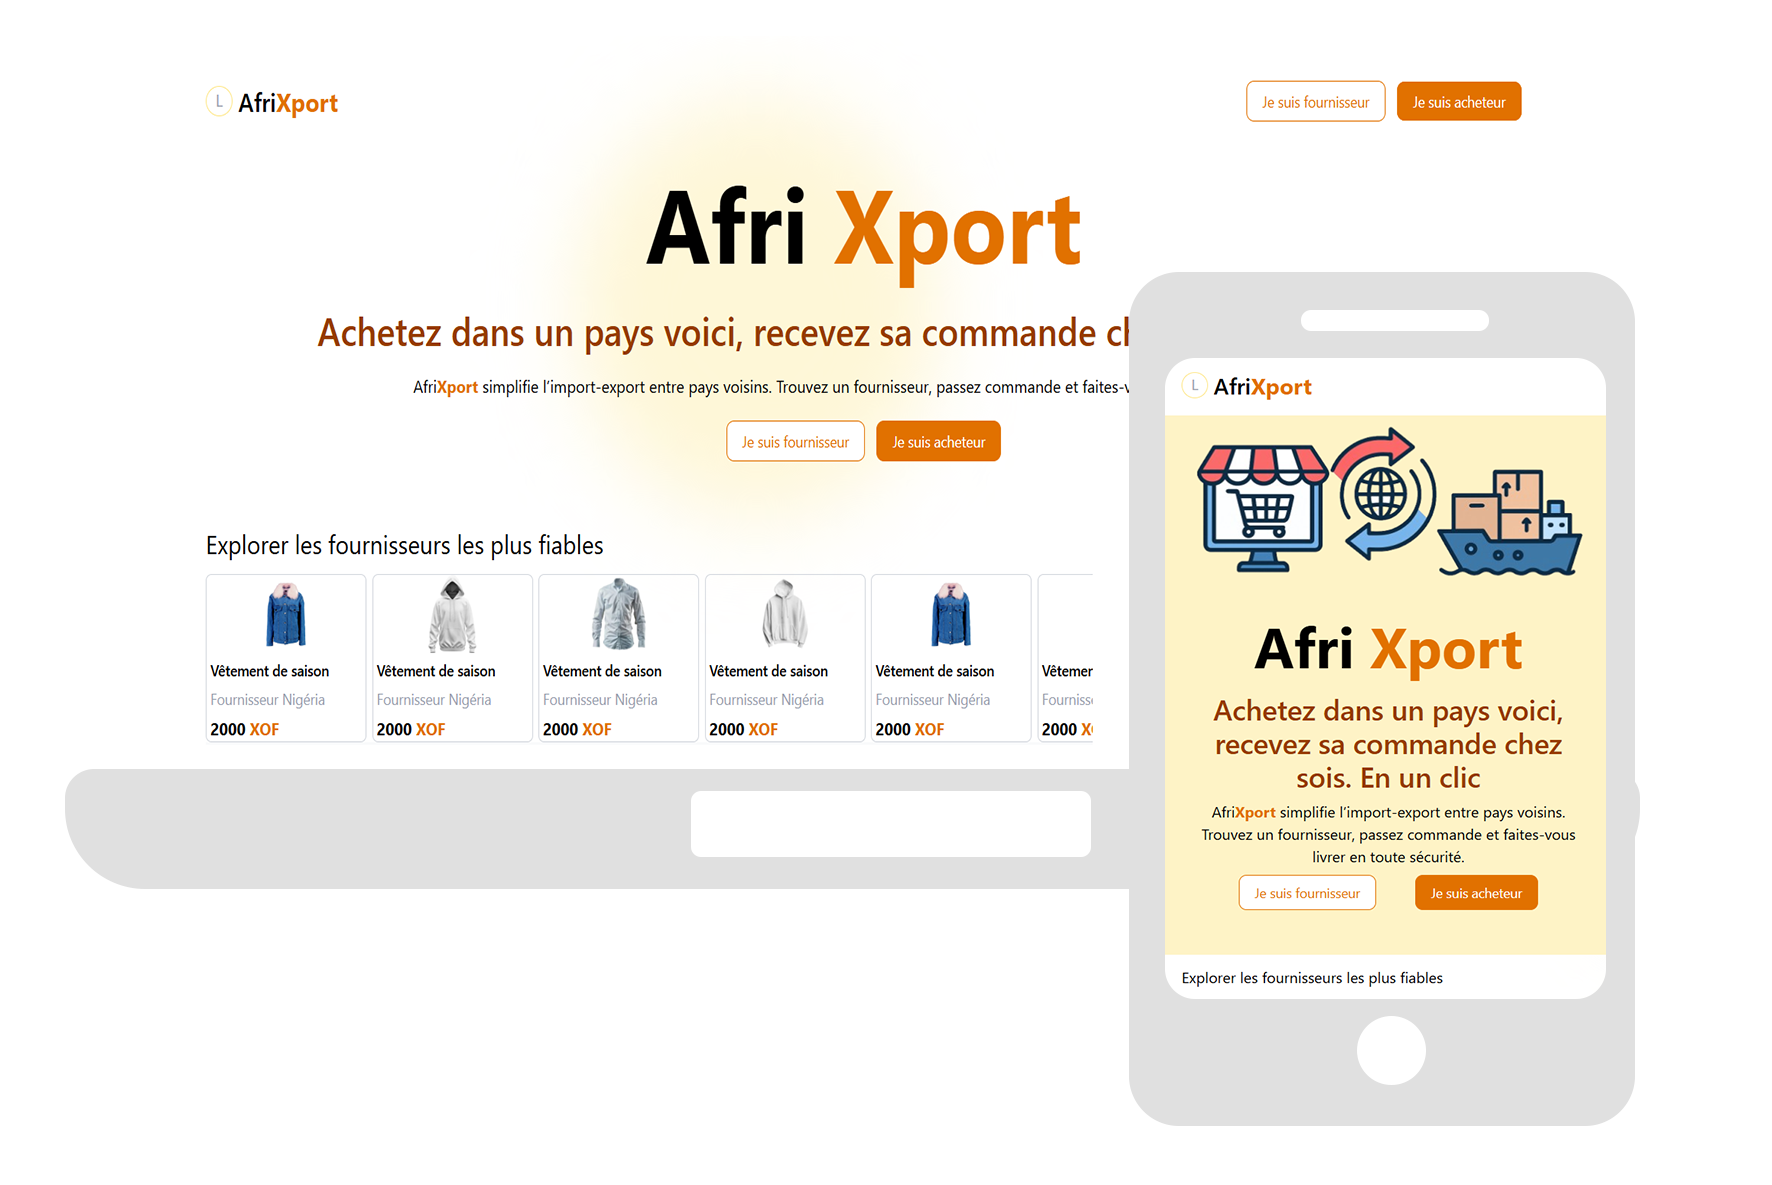 L AfriXport
Je suis fournisseur
Je suis acheteur
Afri Xport
Achetez dans un pays voici, recevez sa commande ch
AfriXport simplifie l'import-export entre pays voisins. Trouvez un fournisseur, passez commande et faites-v
Je suis fournisseur
Je suis acheteur
Explorer les fournisseurs les plus fiables
Vêtement de saison
Fournisseur Nigéria
2000 XOF
Vêtement de saison
Fournisseur Nigéria
2000 XOF
Vêtement de saison
Fournisseur Nigéria
2000 XOF
Vêtement de saison
Fournisseur Nigéria
2000 XOF
Vêtement de saison
Fournisseur Nigéria
2000 XOF
Vêtemer
Fourniss
2000 X
L AfriXport
Afri Xport
Achetez dans un pays voici,
recevez sa commande chez
sois. En un clic
AfriXport simplifie l'import-export entre pays voisins.
Trouvez un fournisseur, passez commande et faites-vous
livrer en toute sécurité.
Je suis fournisseur
Je suis acheteur
Explorer les fournisseurs les plus fiables